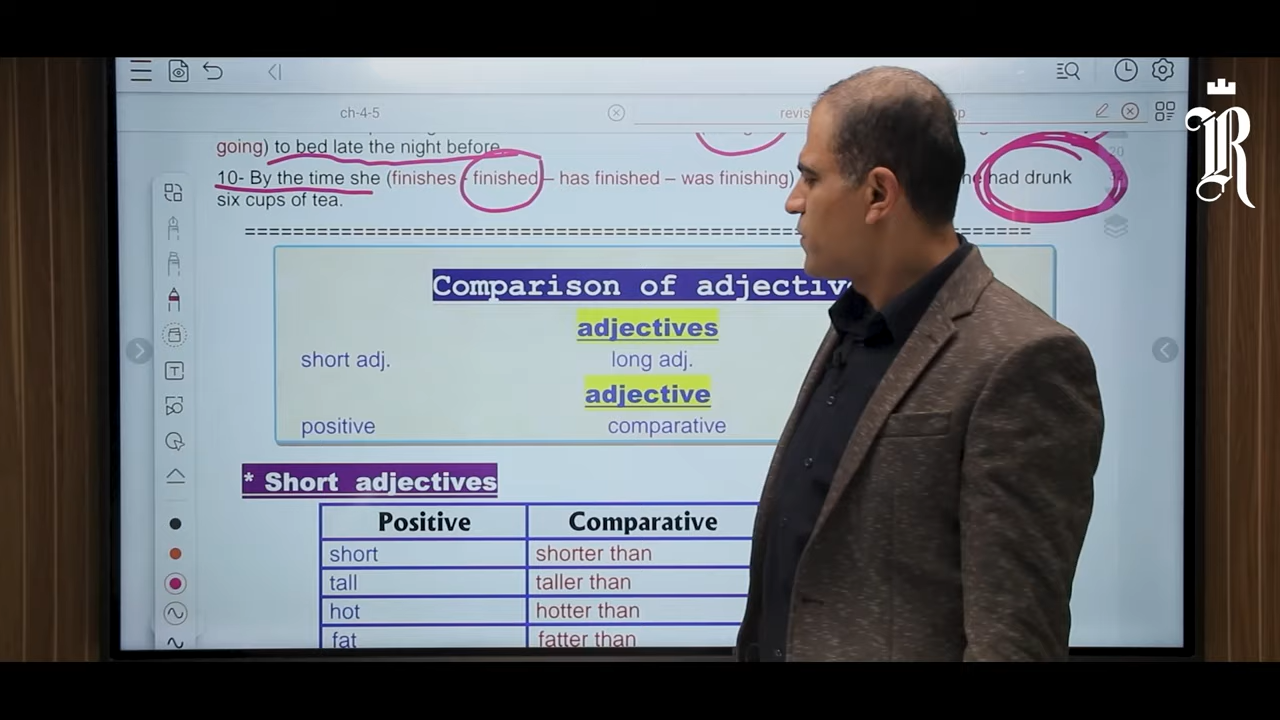 ch-4-5
revis
going) to bed late the night before
10- By the time she (finishes - finished – has finished – was finishing) had drunk
six cups of tea.
Comparison of adjectiv
adjectives
short adj. long adj.
adjective
positive comparative
* Short adjectives
Positive Comparative
short shorter than
tall taller than
hot hotter than
fat fatter than
R